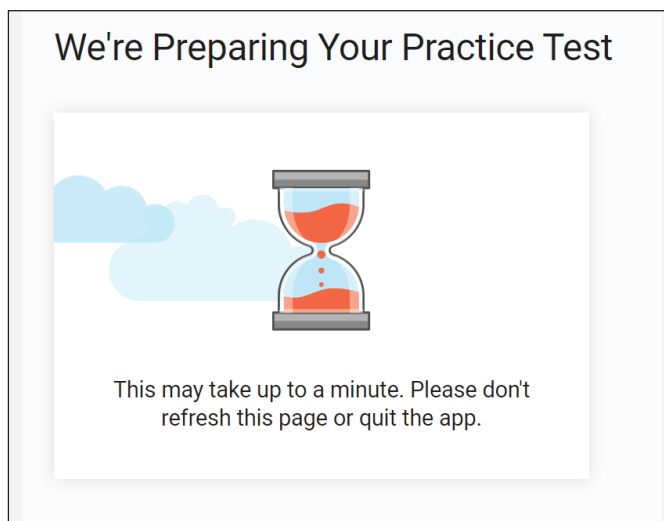 We're Preparing Your Practice Test
This may take up to a minute. Please don't
refresh this page or quit the app.